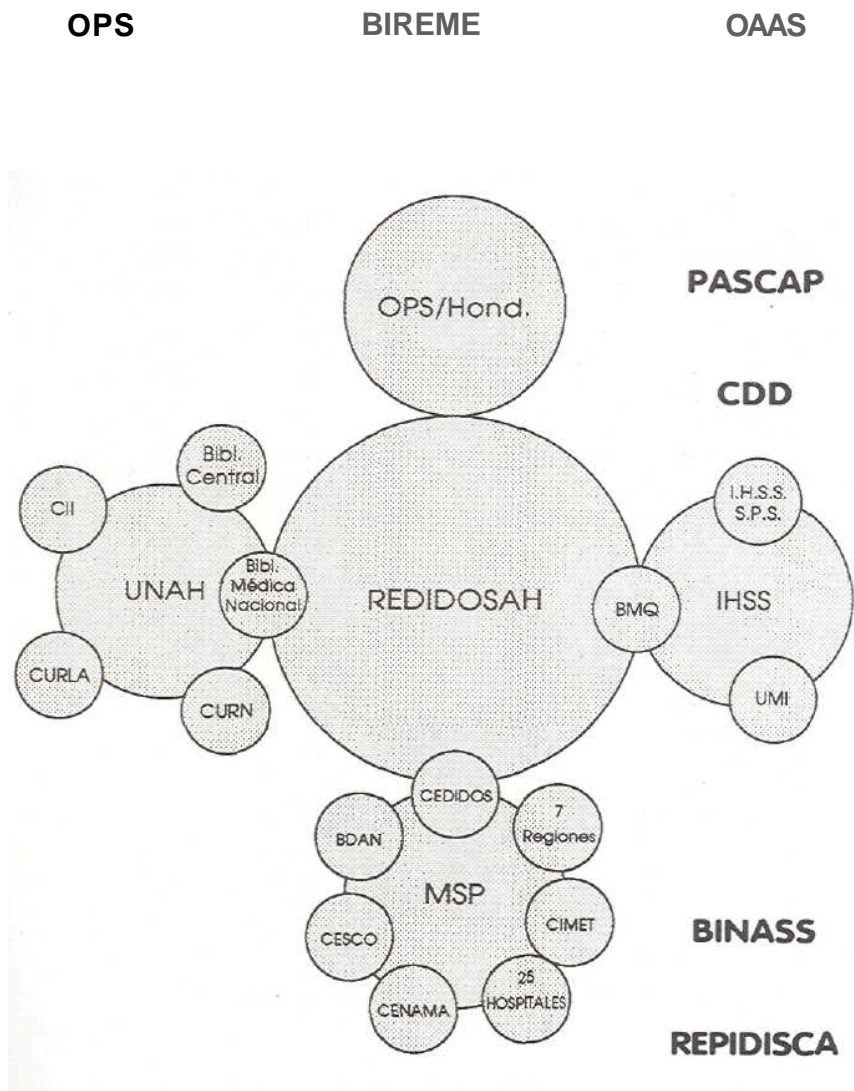 OPS
BIREME
OAAS
OPS/Hond.
PASCAP
CDD
Bibl.
Central
CII
I.H.S.S.
S.P.S.
UNAH
Bibl.
Médica
Nacional
REDIDOSAH
BMQ
IHSS
CURLA
CURN
UMI
CEDIDOS
7
Regiones
BDAN
MSP
CIMET
BINASS
CESCO
25
HOSPITALES
CENAMA
REPIDISCA